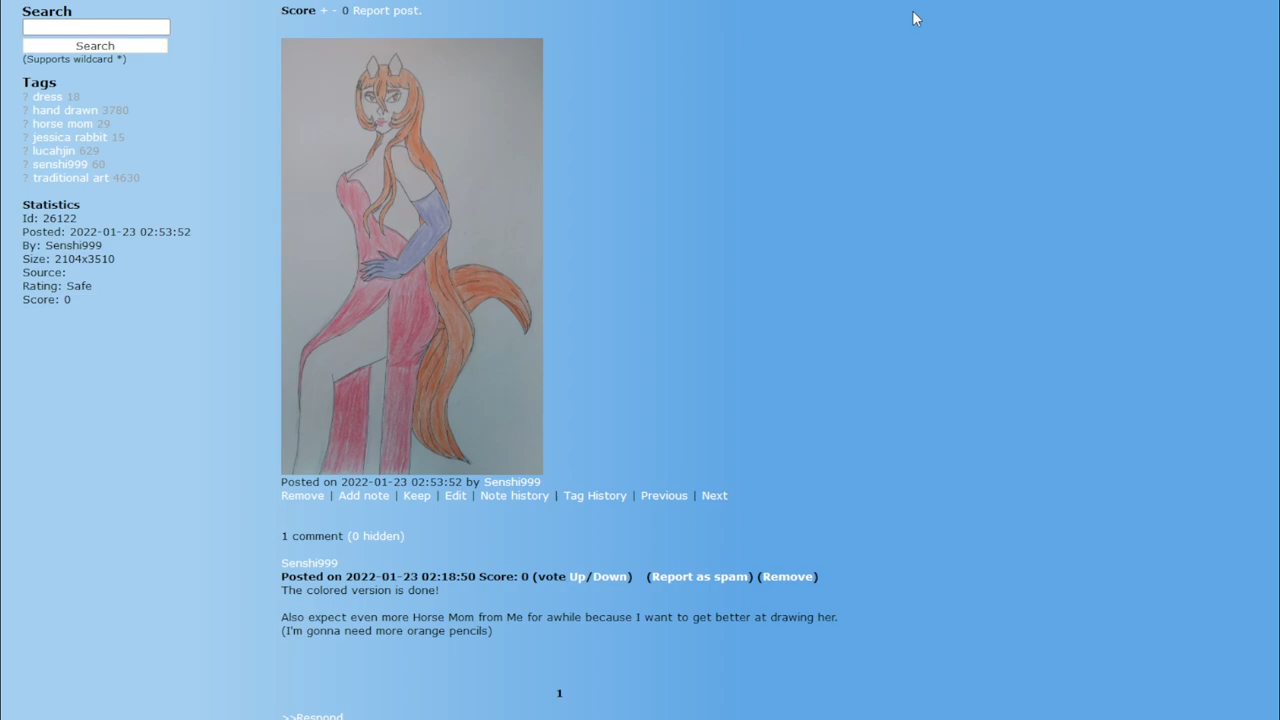 Search
Search
(Supports wildcard *)
Tags
? dress 18
? hand drawn 3780
? horse mom 29
? jessica rabbit 15
? lucahjin 629
? senshi999 60
? traditional art 4630
Statistics
Id: 26122
Posted: 2022-01-23 02:53:52
By: Senshi999
Size: 2104x3510
Source:
Rating: Safe
Score: 0
Score + - 0 Report post.
Posted on 2022-01-23 02:53:52 by Senshi999
Remove | Add note | Keep | Edit | Note history | Tag History | Previous | Next
1 comment (0 hidden)
Senshi999
Posted on 2022-01-23 02:18:50 Score: 0 (vote Up/Down) (Report as spam) (Remove)
The colored version is done!
Also expect even more Horse Mom from Me for awhile because I want to get better at drawing her.
(I'm gonna need more orange pencils)
1
>>Respond